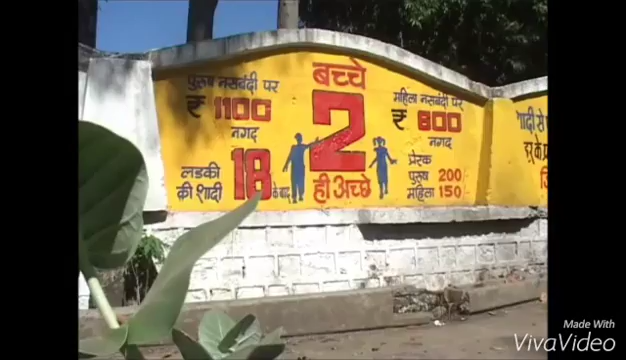 पुरुष नसबंदी पर
₹ 1100
नगद
लड़की
की शादी 18 के बाद
बच्चे
2
ही अच्छे
महिला नसबंदी पर
₹ 600
नगद
प्रेरक
पुरुष 200
महिला 150
Made With
VivaVideo